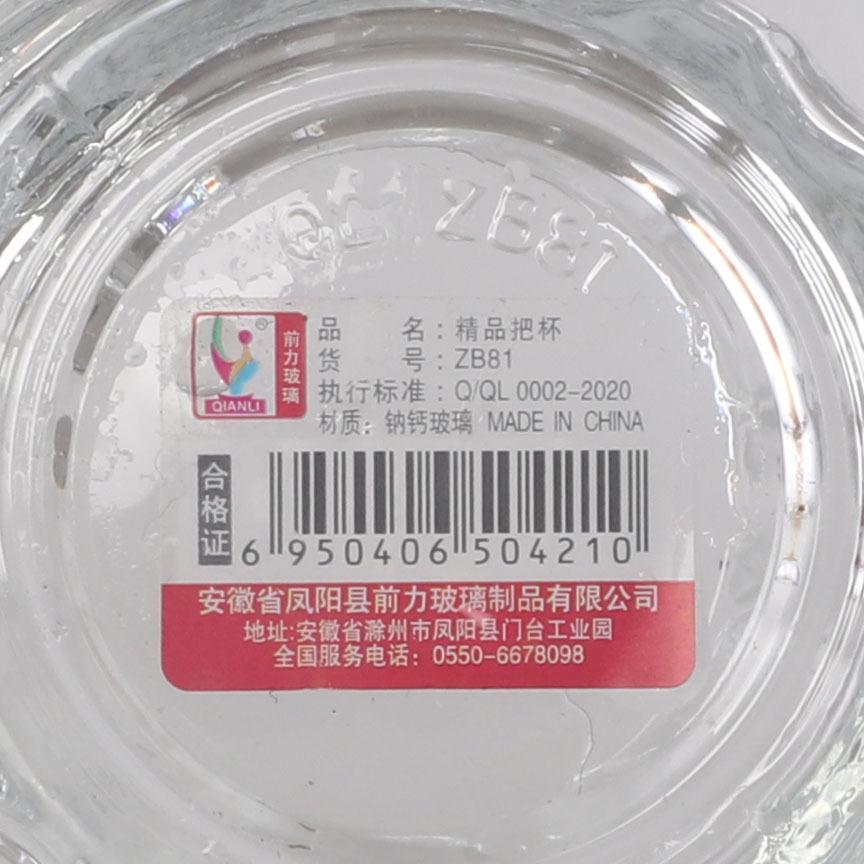 ZB81
前力玻璃
QIANLI
品 名：精品把杯
货 号：ZB81
执行标准：Q/QL 0002-2020
材质：钠钙玻璃 MADE IN CHINA
合格证
6 950406 504210
安徽省凤阳县前力玻璃制品有限公司
地址:安徽省滁州市凤阳县门台工业园
全国服务电话：0550-6678098